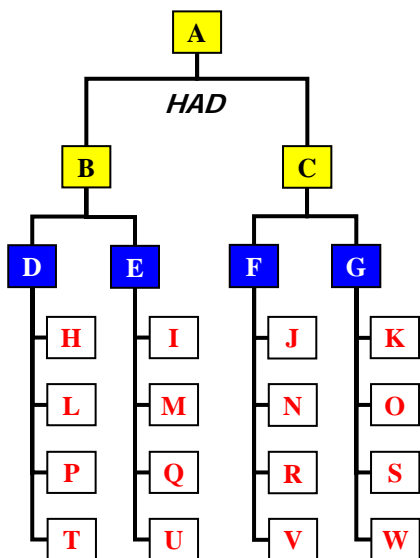 A
HAD
B C
D E F G
H I J K
L M N O
P Q R S
T U V W